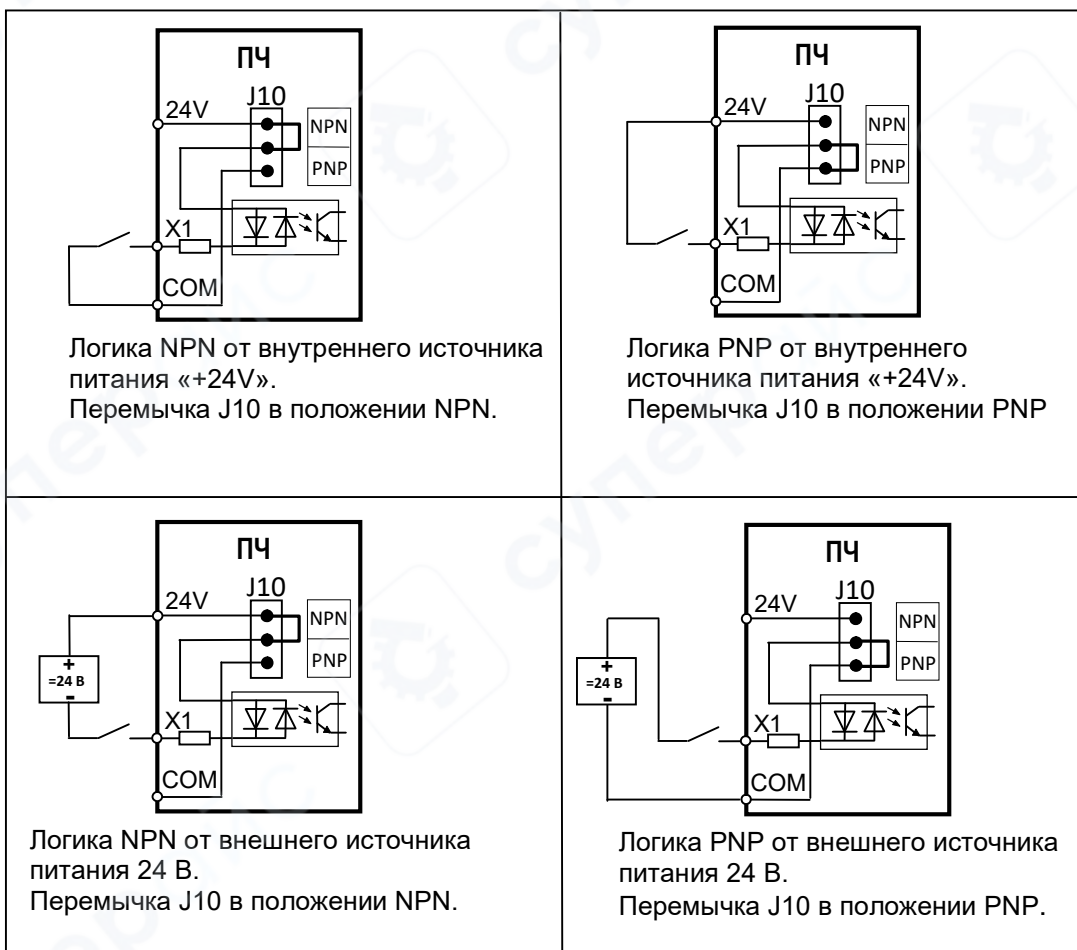 ПЧ
J10
24V
NPN
PNP
X1
COM
Логика NPN от внутреннего источника
питания «+24V».
Перемычка J10 в положении NPN.
ПЧ
J10
24V
NPN
PNP
X1
COM
Логика PNP от внутреннего
источника питания «+24V».
Перемычка J10 в положении PNP
ПЧ
J10
24V
NPN
PNP
+
=24 В
-
X1
COM
Логика NPN от внешнего источника
питания 24 В.
Перемычка J10 в положении NPN.
ПЧ
J10
24V
NPN
PNP
+
=24 В
-
X1
COM
Логика PNP от внешнего источника
питания 24 В.
Перемычка J10 в положении PNP.